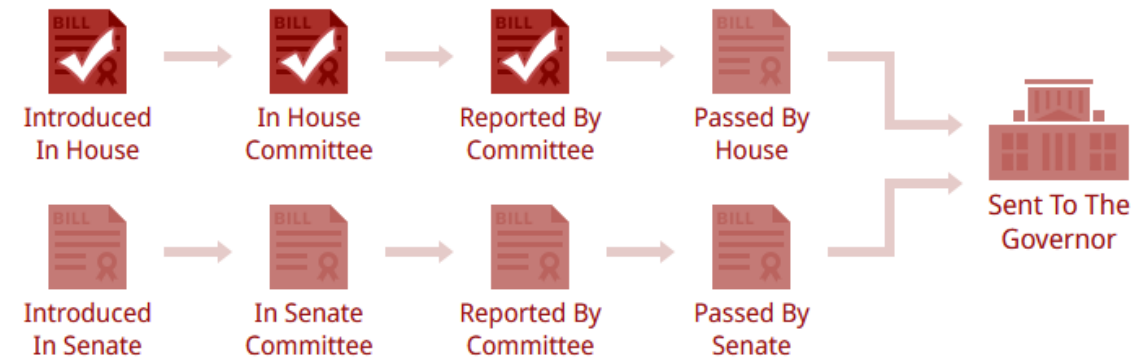 BILL
BILL
BILL
BILL
Introduced
In House
In House
Committee
Reported By
Committee
Passed By
House
Sent To The
Governor
BILL
BILL
BILL
BILL
Introduced
In Senate
In Senate
Committee
Reported By
Committee
Passed By
Senate